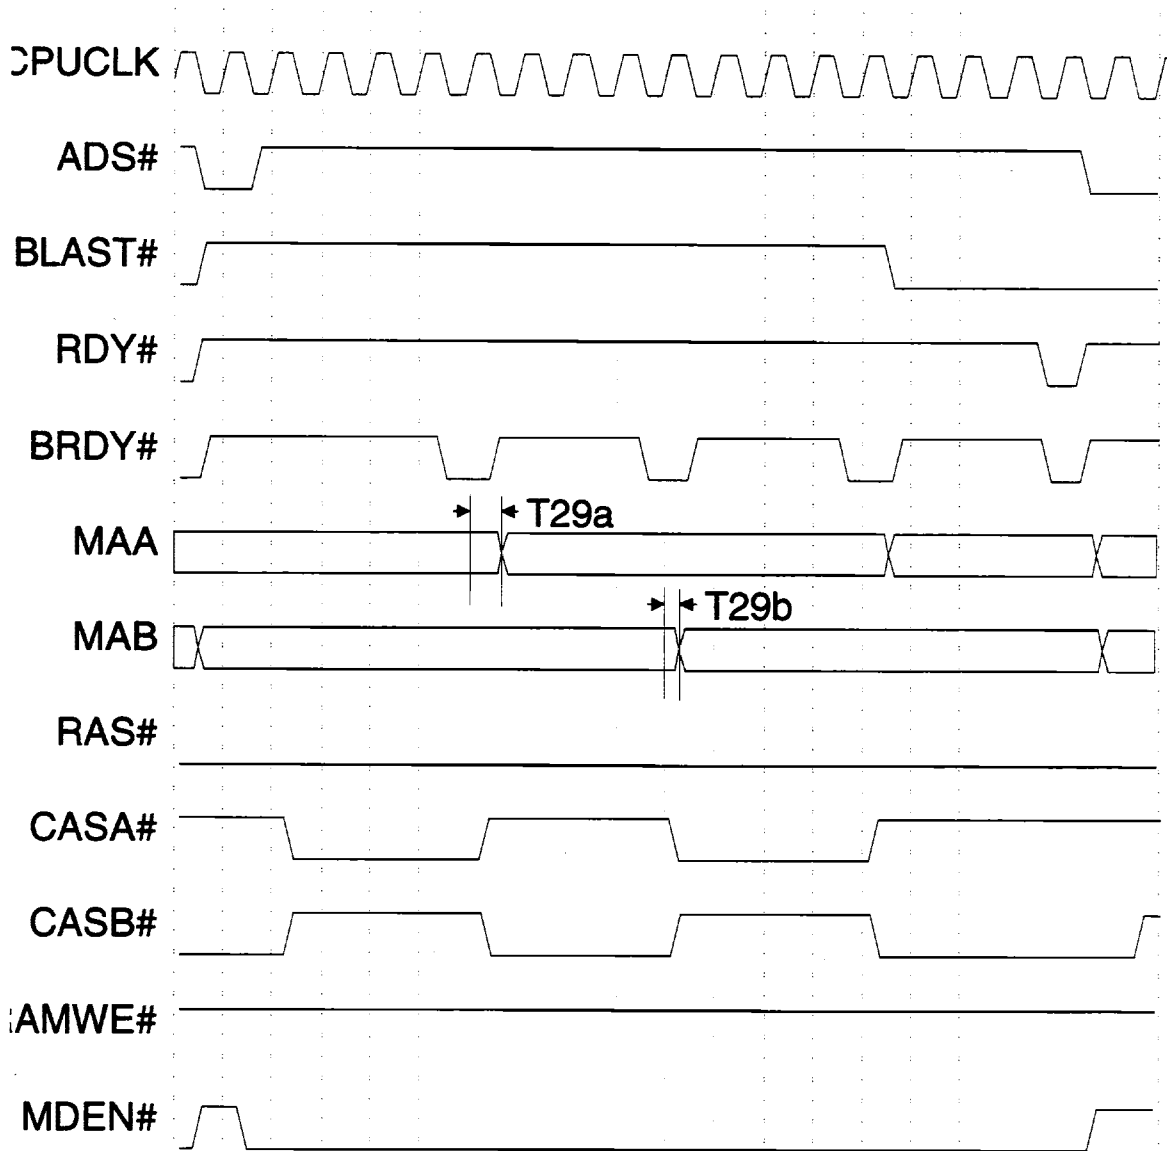 CPUCLK
ADS#
BLAST#
RDY#
BRDY#
T29a
MAA
T29b
MAB
RAS#
CASA#
CASB#
AMWE#
MDEN#